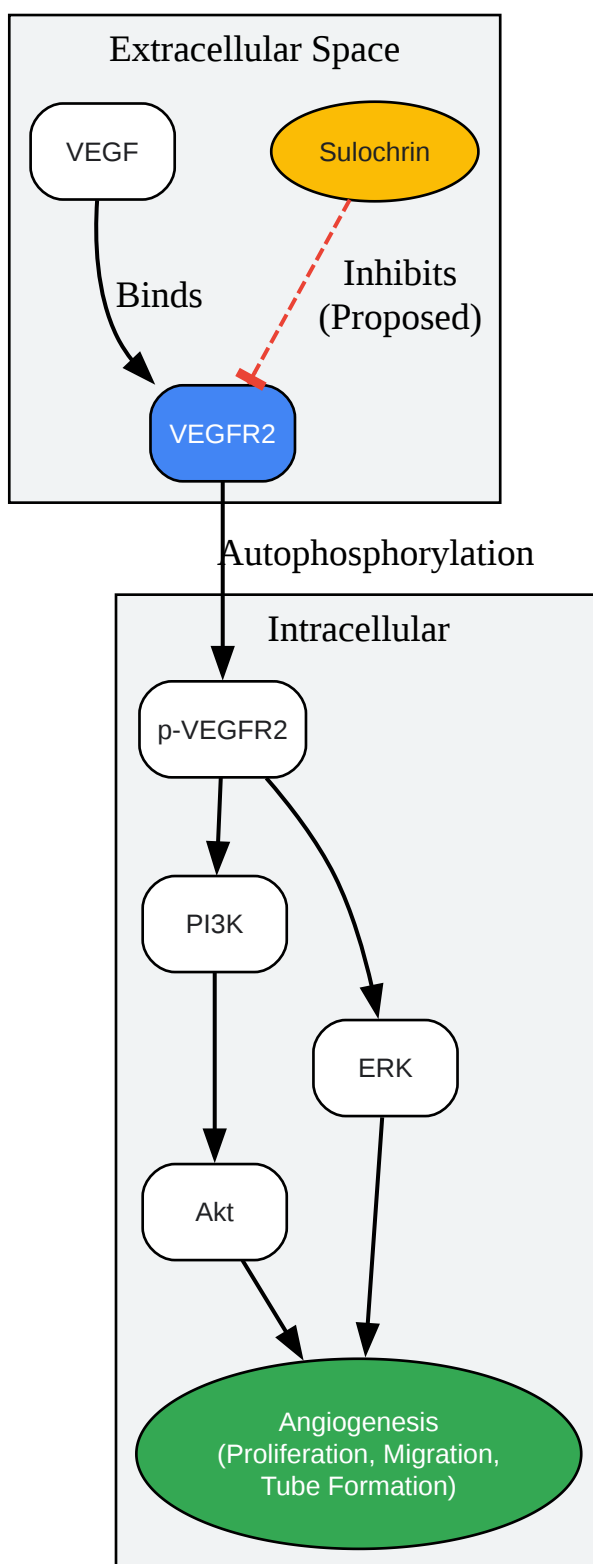 Extracellular Space
VEGF
Sulochrin
Binds
Inhibits
(Proposed)
VEGFR2
Autophosphorylation
Intracellular
p-VEGFR2
PI3K
ERK
Akt
Angiogenesis
(Proliferation, Migration,
Tube Formation)